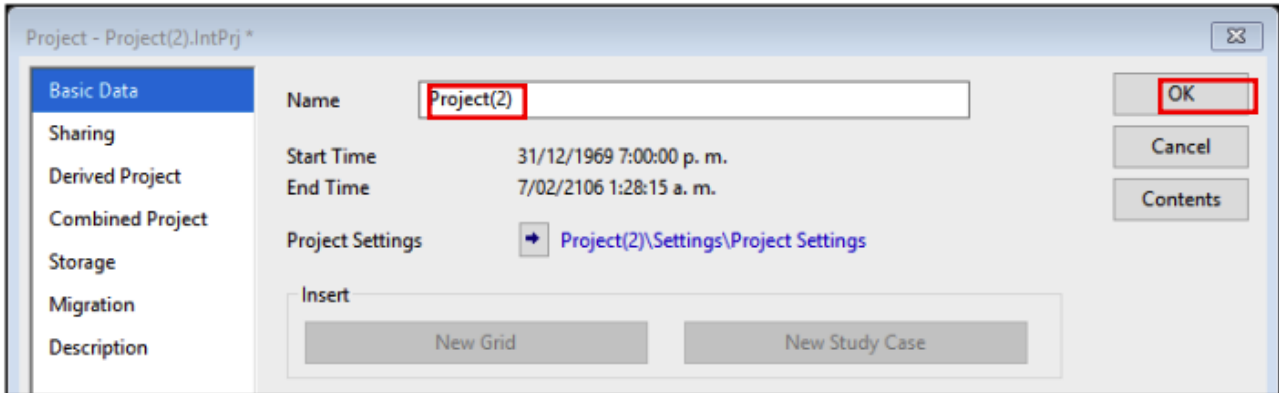 Project - Project(2).IntPrj *
Basic Data
Sharing
Derived Project
Combined Project
Storage
Migration
Description
Name Project(2)
Start Time 31/12/1969 7:00:00 p. m.
End Time 7/02/2106 1:28:15 a. m.
Project Settings Project(2)\Settings\Project Settings
Insert
New Grid New Study Case
OK
Cancel
Contents